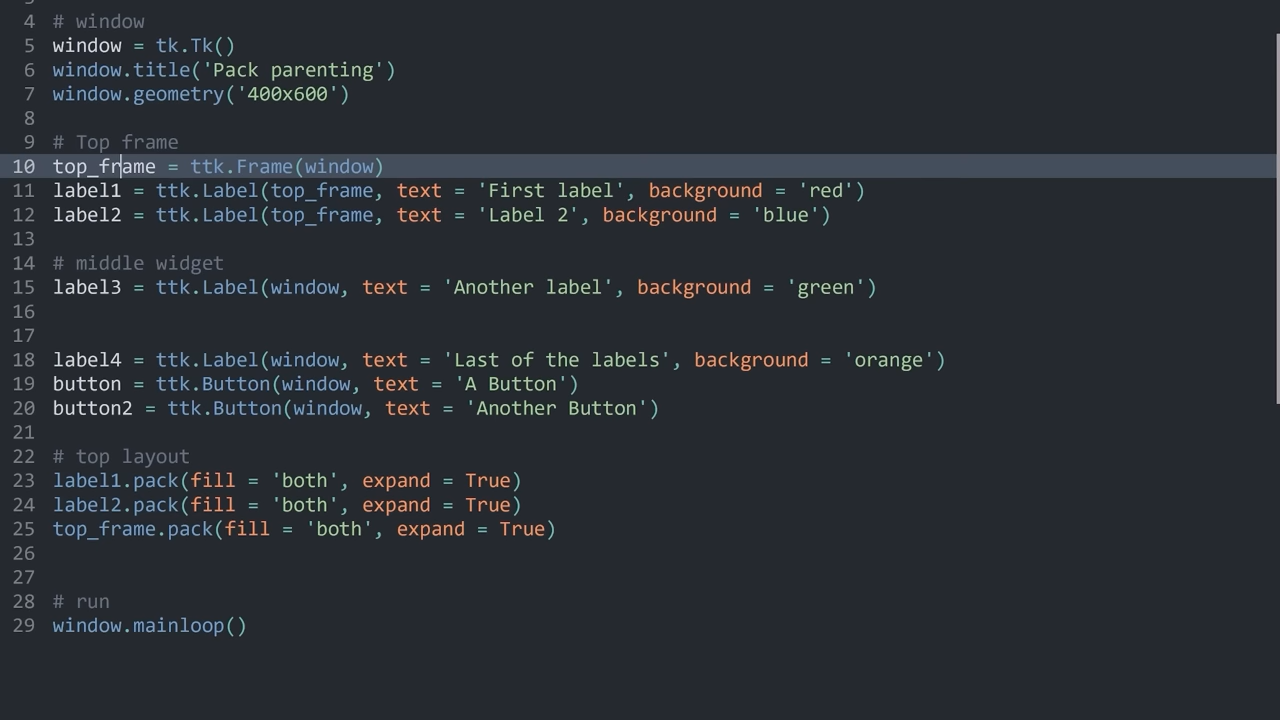 4 # window
5 window = tk.Tk()
6 window.title('Pack parenting')
7 window.geometry('400x600')
8
9 # Top frame
10 top_frame = ttk.Frame(window)
11 label1 = ttk.Label(top_frame, text = 'First label', background = 'red')
12 label2 = ttk.Label(top_frame, text = 'Label 2', background = 'blue')
13
14 # middle widget
15 label3 = ttk.Label(window, text = 'Another label', background = 'green')
16
17
18 label4 = ttk.Label(window, text = 'Last of the labels', background = 'orange')
19 button = ttk.Button(window, text = 'A Button')
20 button2 = ttk.Button(window, text = 'Another Button')
21
22 # top layout
23 label1.pack(fill = 'both', expand = True)
24 label2.pack(fill = 'both', expand = True)
25 top_frame.pack(fill = 'both', expand = True)
26
27
28 # run
29 window.mainloop()